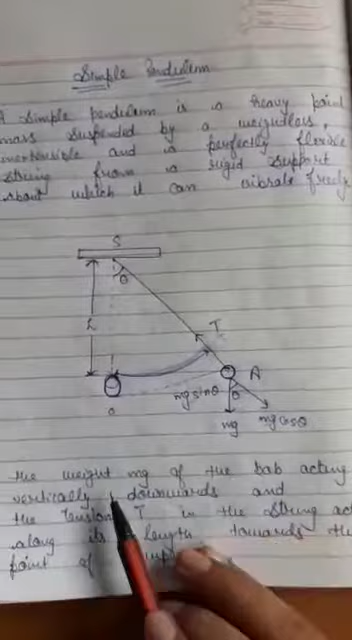 Simple Pendulum
A simple pendulum is a heavy point
mass suspended by a weightless,
inextensible and a perfectly flexible
string from a rigid support
about which it can vibrate freely
S
θ
L
T
A
mg sinθ
θ
o
mg
mg cosθ
the weight mg of the bob acting
vertically downwards and
the Tension T in the string act
along its length towards the
point of